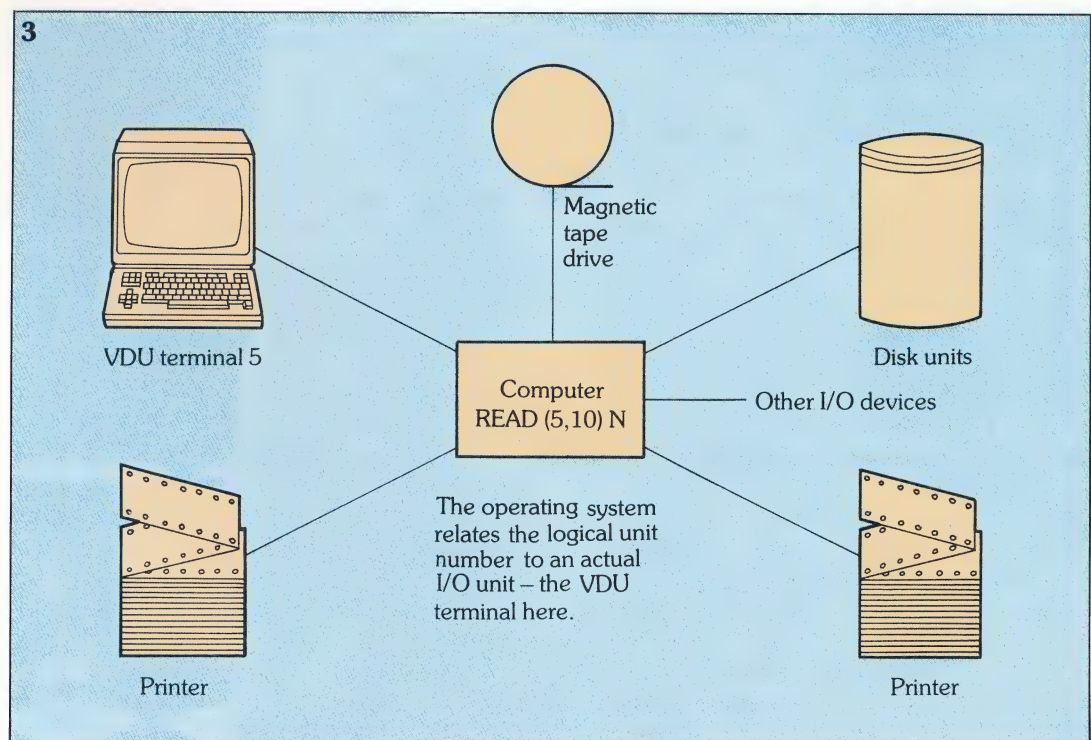 3
Magnetic
tape
drive
VDU terminal 5
Disk units
Computer
READ (5,10) N
Other I/O devices
The operating system
relates the logical unit
number to an actual
I/O unit – the VDU
terminal here.
Printer
Printer